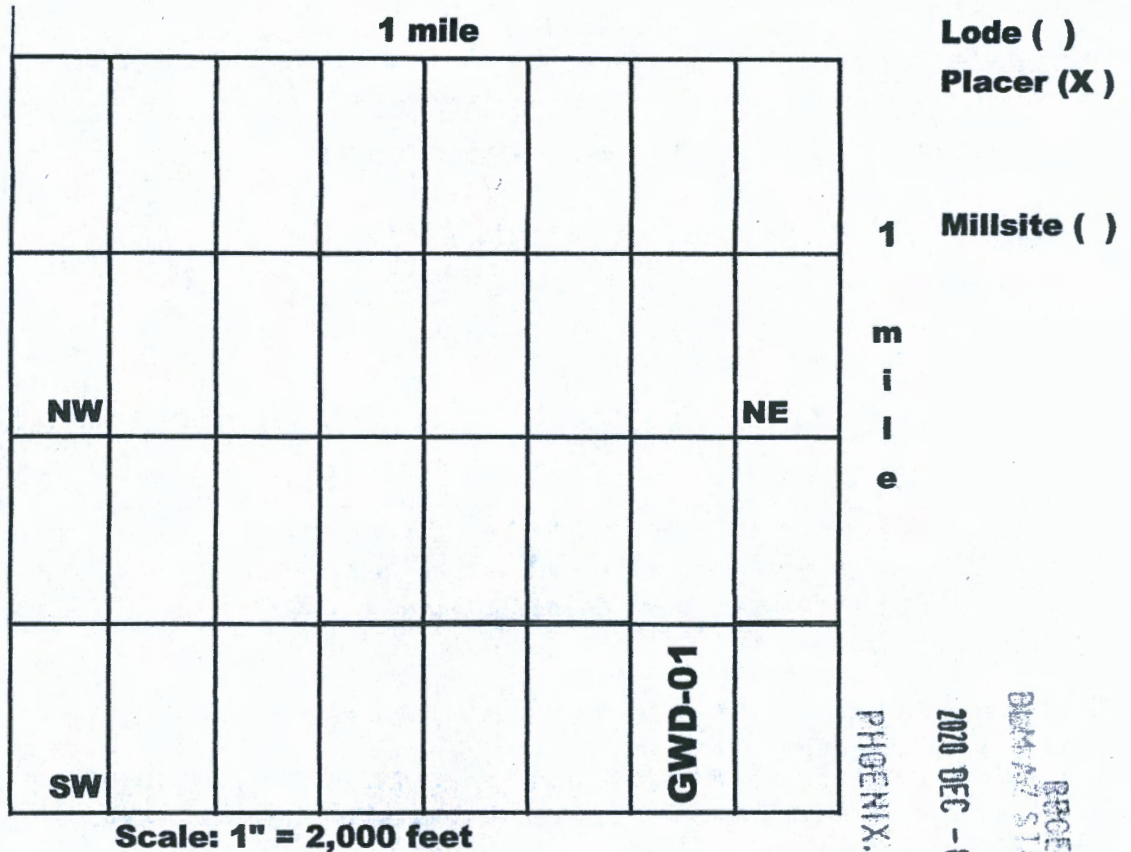 1 mile
Lode ( )
Placer (X )
1 mile
Millsite ( )
NW
NE
GWD-01
SW
Scale: 1" = 2,000 feet
PHOENIX,
2020 DEC -